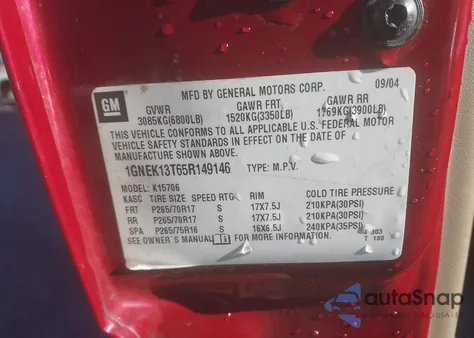 GM
MFD BY GENERAL MOTORS CORP. 09/04
GVWR GAWR FRT GAWR RR
3085KG(6800LB) 1520KG(3350LB) 1769KG(3900LB)
THIS VEHICLE CONFORMS TO ALL APPLICABLE U.S. FEDERAL MOTOR
VEHICLE SAFETY STANDARDS IN EFFECT ON THE DATE OF
MANUFACTURE SHOWN ABOVE.
1GNEK13T65R149146 TYPE: M.P.V.
MODEL: K15706
KASC TIRE SIZE SPEED RTG RIM COLD TIRE PRESSURE
FRT P265/70R17 S 17X7.5J 210KPA(30PSI)
RR P265/70R17 S 17X7.5J 210KPA(30PSI)
SPA P265/75R16 S 16X6.5J 240KPA(35PSI)
SEE OWNER'S MANUAL FOR MORE INFORMATION.
303
T 180
autoSnap